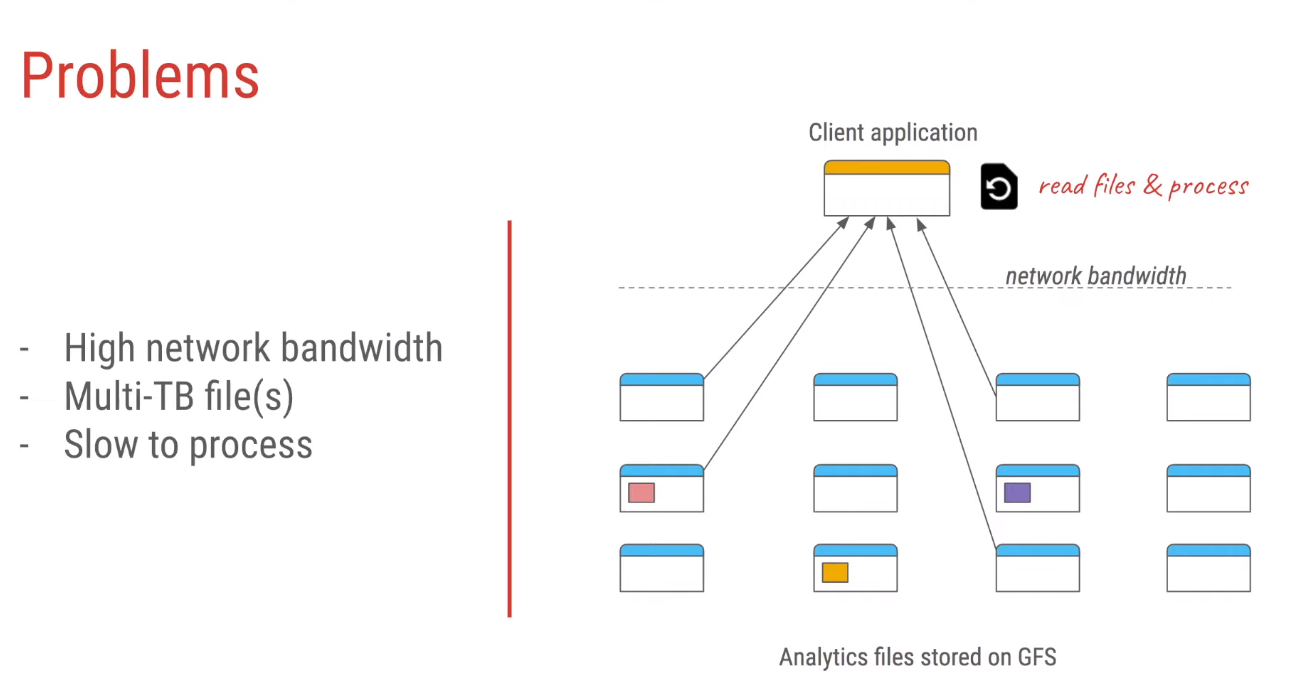 Problems
- High network bandwidth
- Multi-TB file(s)
- Slow to process
Client application
read files & process
network bandwidth
Analytics files stored on GFS